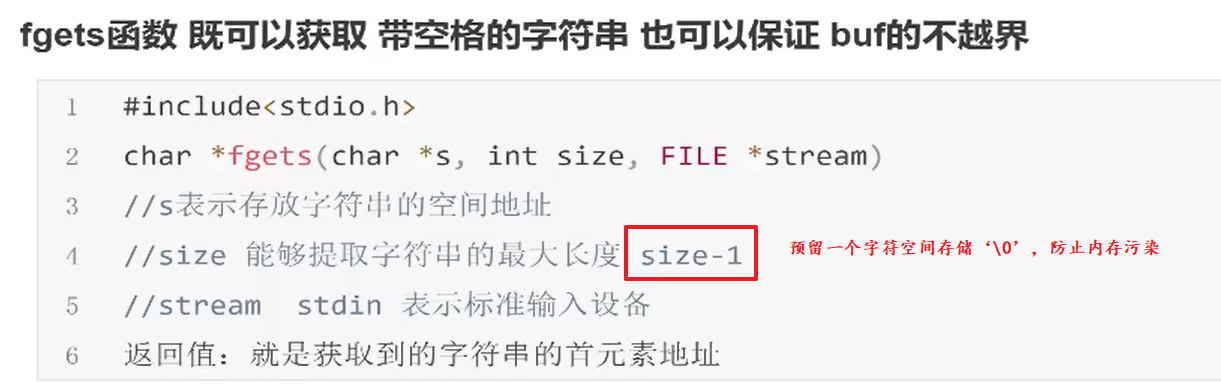 fgets函数 既可以获取 带空格的字符串 也可以保证 buf的不越界
1 #include<stdio.h>
2 char *fgets(char *s, int size, FILE *stream)
3 //s表示存放字符串的空间地址
4 //size 能够提取字符串的最大长度 size-1 预留一个字符空间存储‘\0’，防止内存污染
5 //stream  stdin 表示标准输入设备
6 返回值：就是获取到的字符串的首元素地址